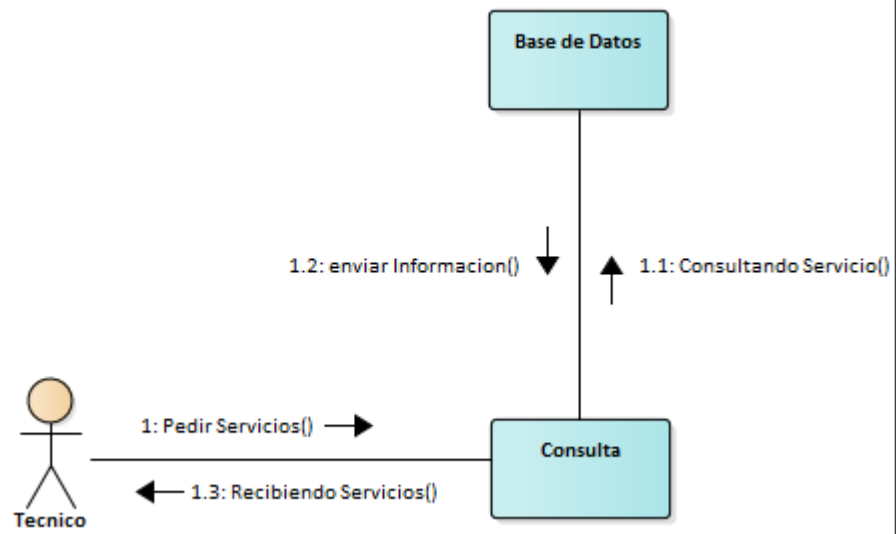 Base de Datos
1.2: enviar Informacion()
1.1: Consultando Servicio()
1: Pedir Servicios()
Consulta
1.3: Recibiendo Servicios()
Tecnico